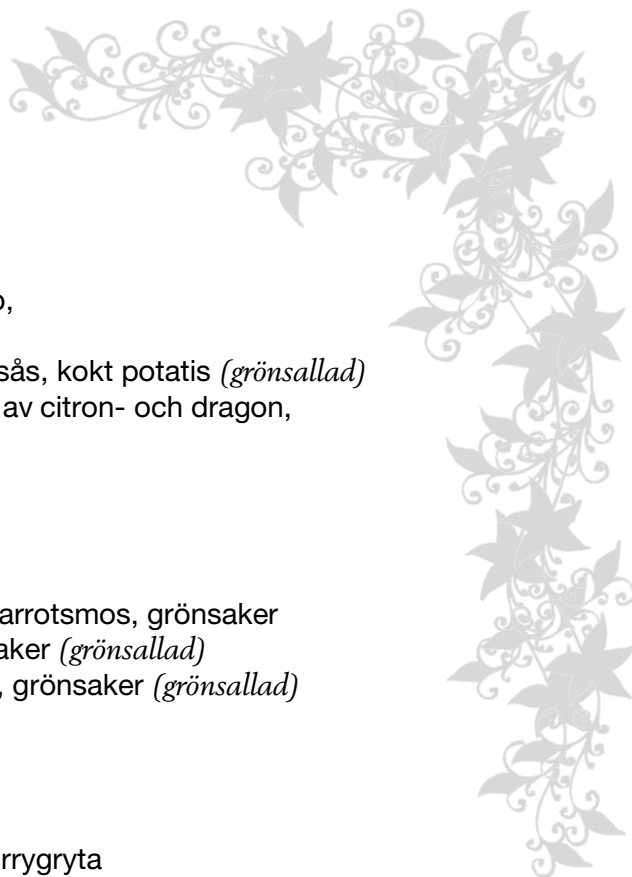 o,
sås, kokt potatis (grönsallad)
av citron- och dragon,
arrotsmos, grönsaker
aker (grönsallad)
, grönsaker (grönsallad)
rrygryta